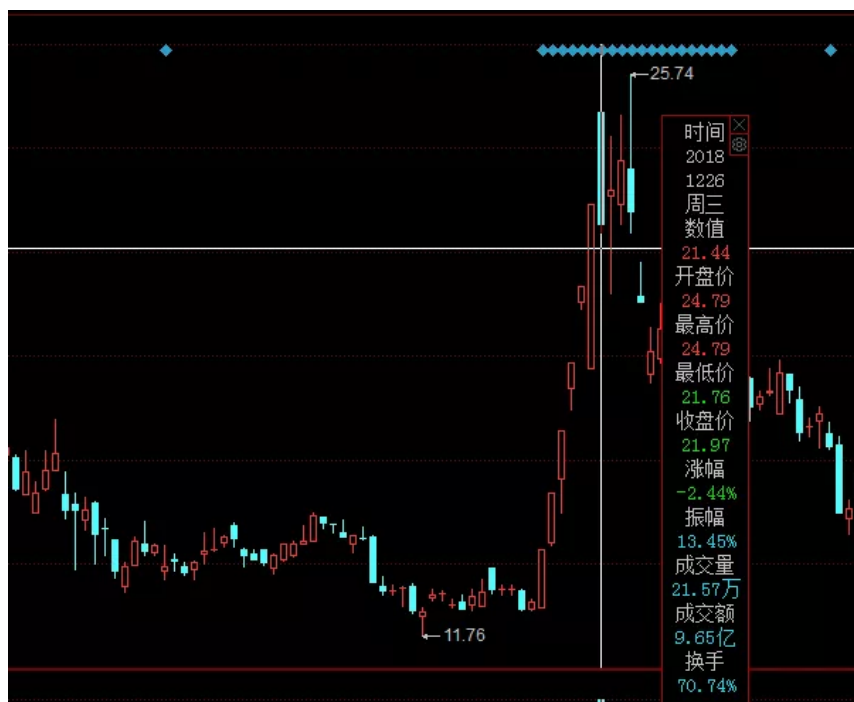 25.74
时间
2018
1226
周三
数值
21.44
开盘价
24.79
最高价
24.79
最低价
21.76
收盘价
21.97
涨幅
-2.44%
振幅
13.45%
成交量
21.57万
成交额
9.65亿
换手
70.74%
11.76